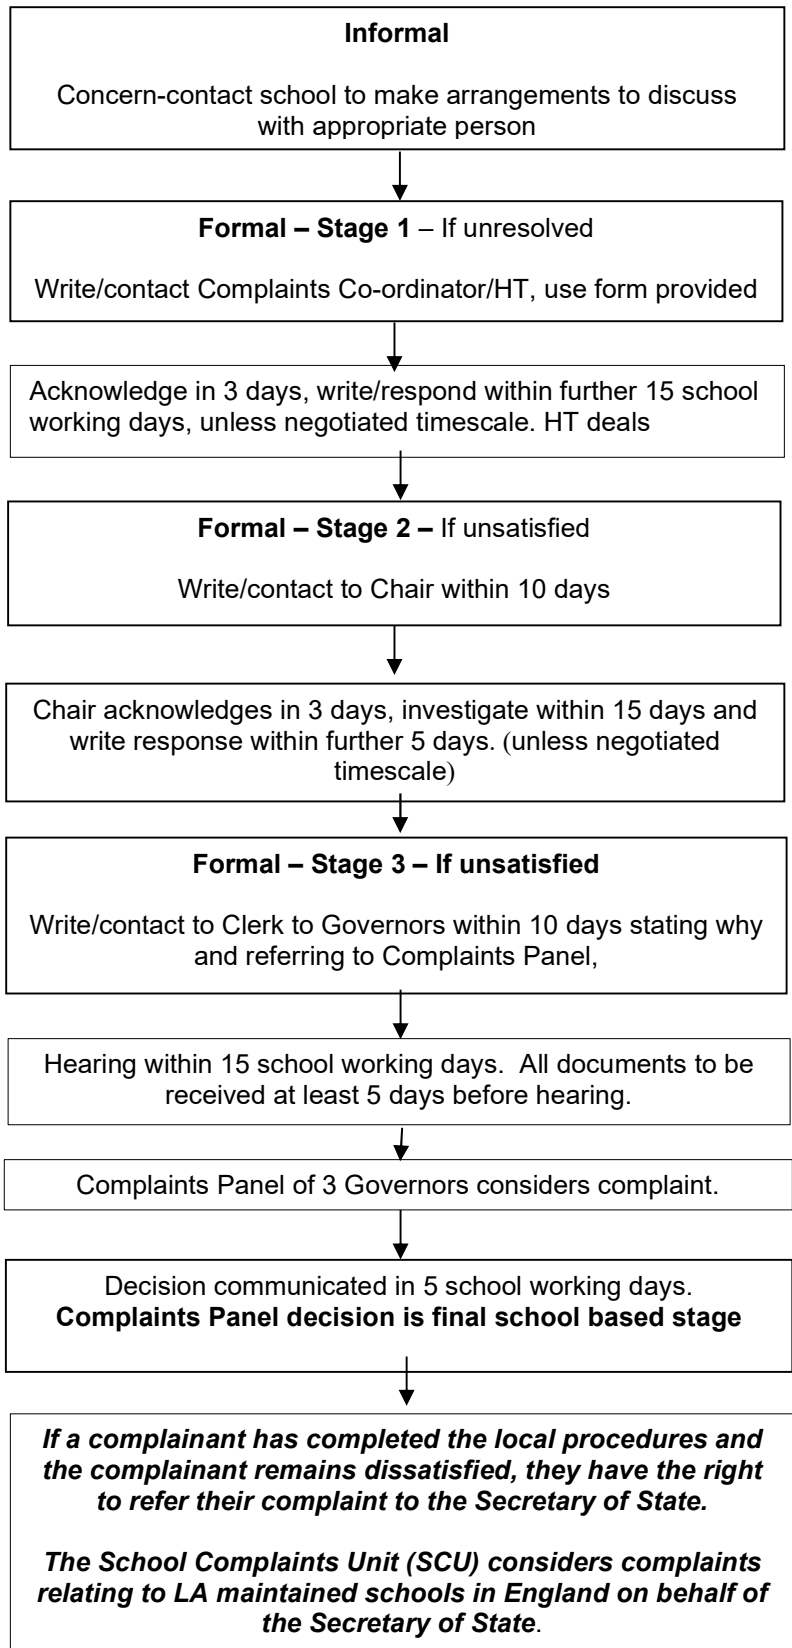 Informal
Concern-contact school to make arrangements to discuss
with appropriate person
Formal – Stage 1 – If unresolved
Write/contact Complaints Co-ordinator/HT, use form provided
Acknowledge in 3 days, write/respond within further 15 school
working days, unless negotiated timescale. HT deals
Formal – Stage 2 – If unsatisfied
Write/contact to Chair within 10 days
Chair acknowledges in 3 days, investigate within 15 days and
write response within further 5 days. (unless negotiated
timescale)
Formal – Stage 3 – If unsatisfied
Write/contact to Clerk to Governors within 10 days stating why
and referring to Complaints Panel,
Hearing within 15 school working days.  All documents to be
received at least 5 days before hearing.
Complaints Panel of 3 Governors considers complaint.
Decision communicated in 5 school working days.
Complaints Panel decision is final school based stage
If a complainant has completed the local procedures and
the complainant remains dissatisfied, they have the right
to refer their complaint to the Secretary of State.
The School Complaints Unit (SCU) considers complaints
relating to LA maintained schools in England on behalf of
the Secretary of State.